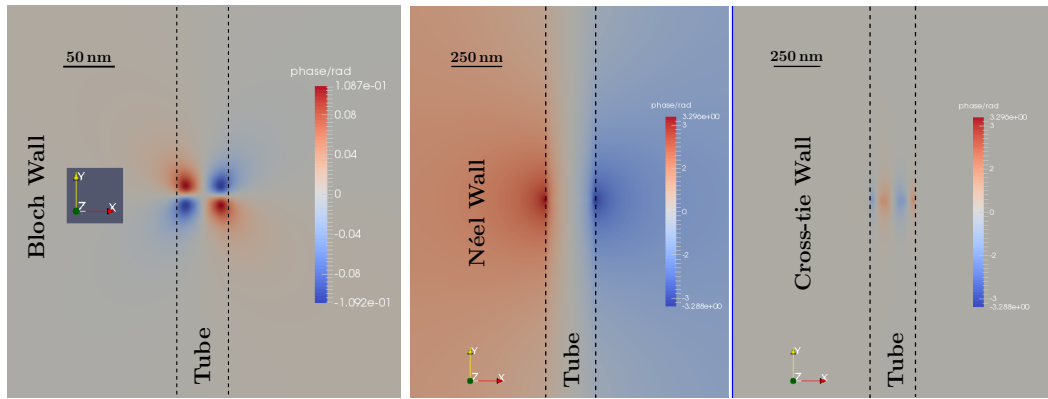 50 nm
phase/rad
1.087e-01
0.08
0.04
0
-0.04
-0.08
-1.092e-01
Bloch Wall
Y
Z
X
Tube
250 nm
phase/rad
3.296e+00
3
2
0
-2
-3
-3.288e+00
Néel Wall
Y
Z
X
Tube
250 nm
phase/rad
3.296e+00
3
2
0
-2
-3
-3.288e+00
Cross-tie Wall
Y
Z
X
Tube